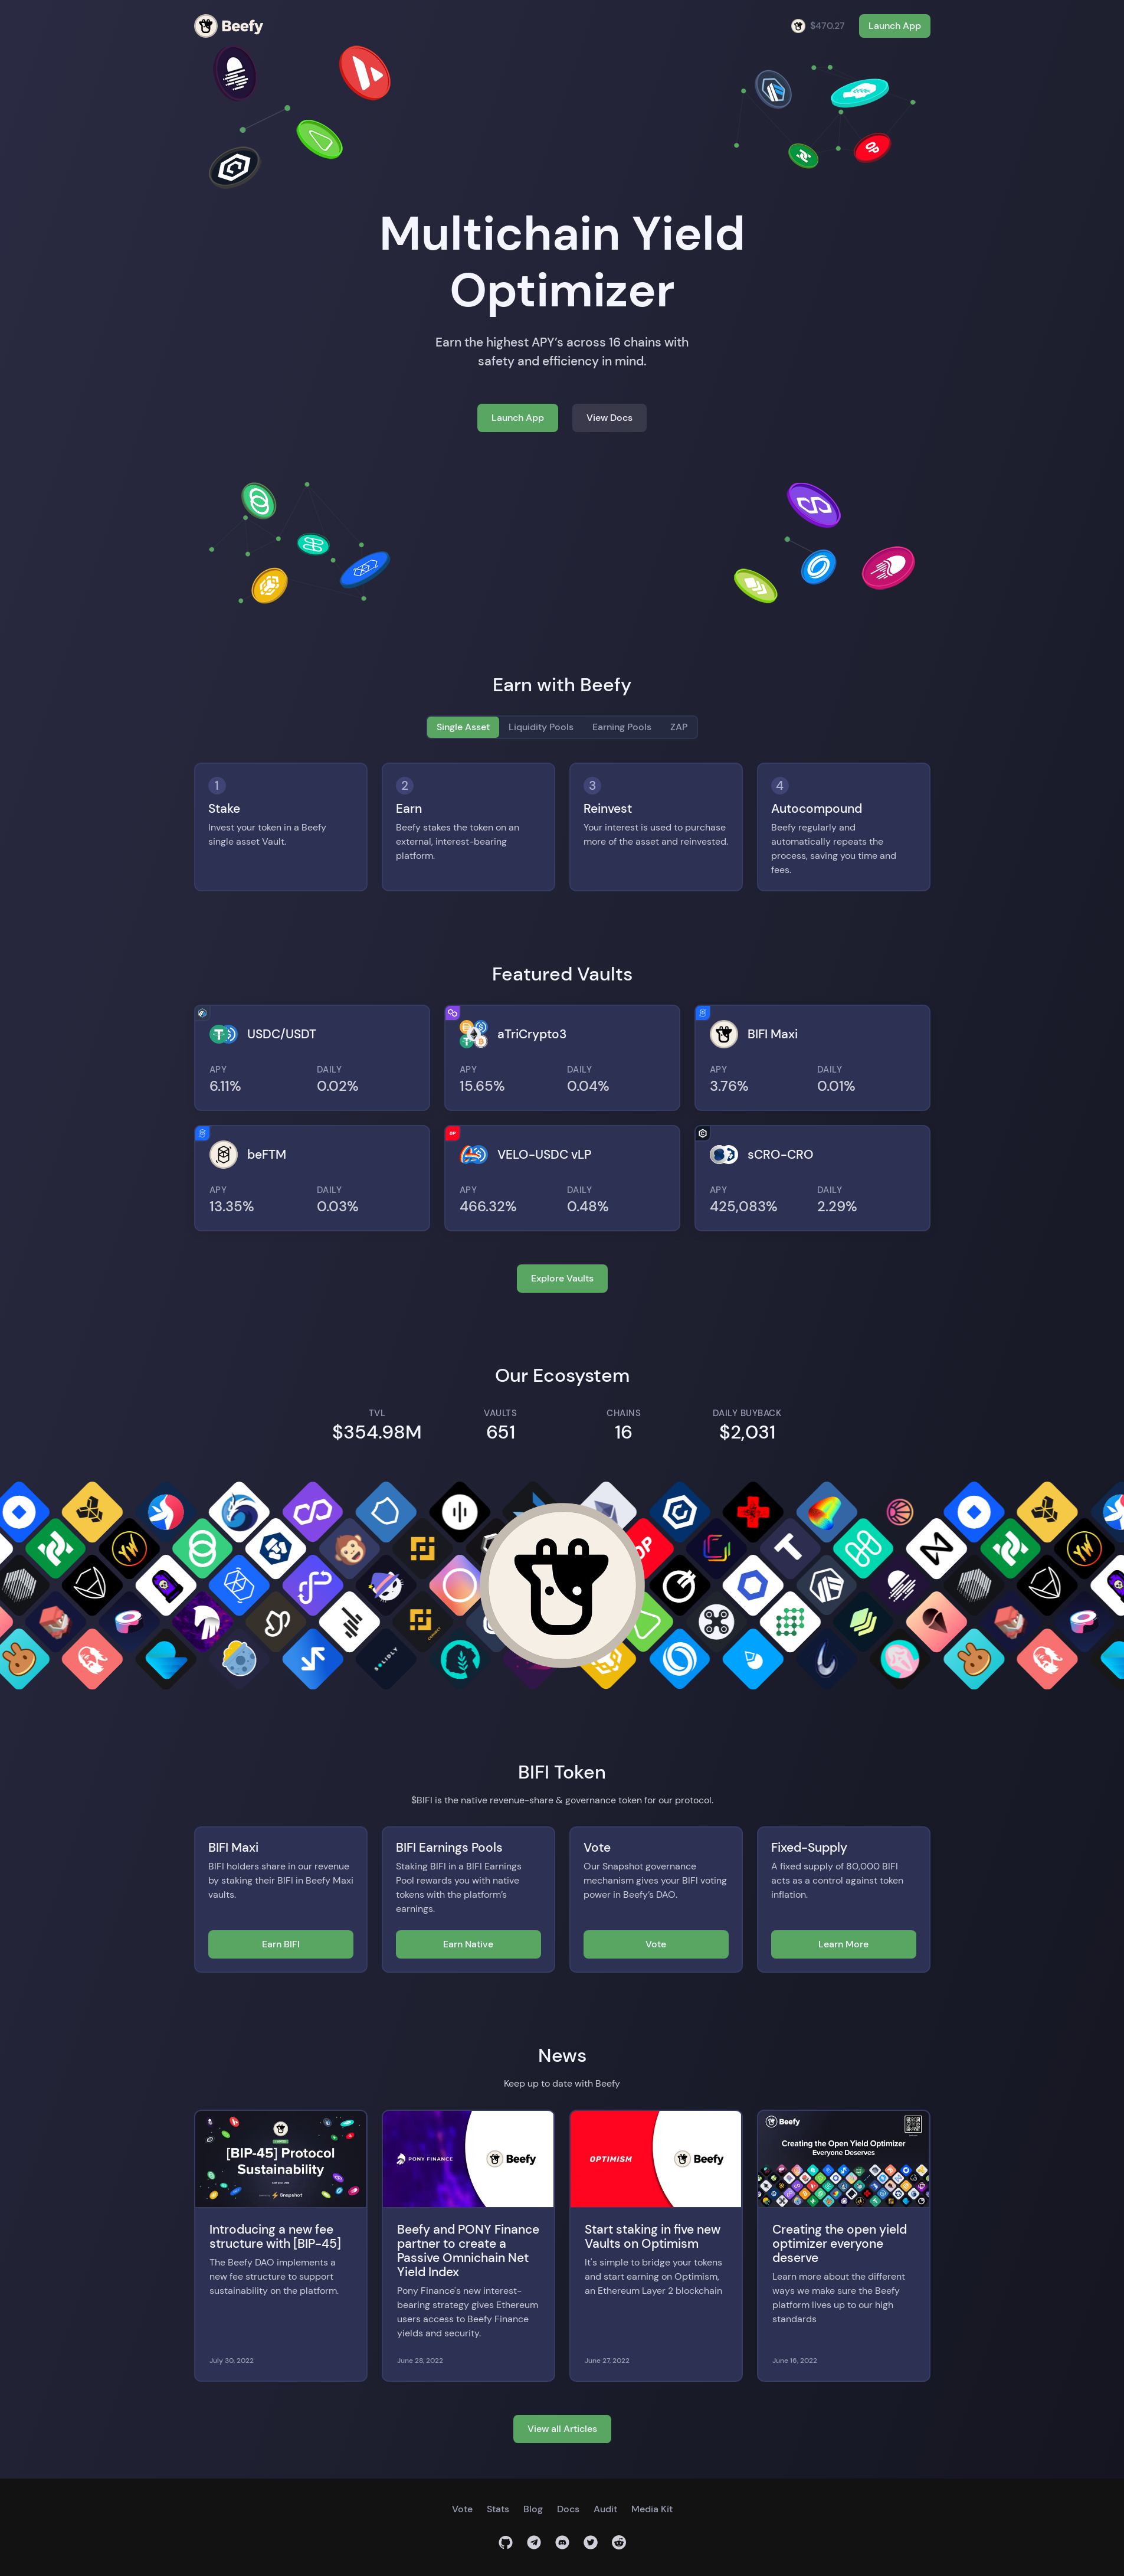 Beefy
$470.27
Launch App
Multichain Yield
Optimizer
Earn the highest APY's across 16 chains with
safety and efficiency in mind.
Launch App
View Docs
Earn with Beefy
Single Asset
Liquidity Pools
Earning Pools
ZAP
1
Stake
Invest your token in a Beefy
single asset Vault.
2
Earn
Beefy stakes the token on an
external, interest-bearing
platform.
3
Reinvest
Your interest is used to purchase
more of the asset and reinvested.
4
Autocompound
Beefy regularly and
automatically repeats the
process, saving you time and
fees.
Featured Vaults
USDC/USDT
APY
DAILY
6.11%
0.02%
aTriCrypto3
APY
DAILY
15.65%
0.04%
BIFI Maxi
APY
DAILY
3.76%
0.01%
beFTM
APY
DAILY
13.35%
0.03%
VELO-USDC vLP
APY
DAILY
466.32%
0.48%
sCRO-CRO
APY
DAILY
425,083%
2.29%
Explore Vaults
Our Ecosystem
TVL
$354.98M
VAULTS
651
CHAINS
16
DAILY BUYBACK
$2,031
SOLIDLY
BIFI Token
$BIFI is the native revenue-share & governance token for our protocol.
BIFI Maxi
BIFI holders share in our revenue
by staking their BIFI in Beefy Maxi
vaults.
Earn BIFI
BIFI Earnings Pools
Staking BIFI in a BIFI Earnings
Pool rewards you with native
tokens with the platform's
earnings.
Earn Native
Vote
Our Snapshot governance
mechanism gives your BIFI voting
power in Beefy's DAO.
Vote
Fixed-Supply
A fixed supply of 80,000 BIFI
acts as a control against token
inflation.
Learn More
News
Keep up to date with Beefy
[BIP-45] Protocol
Sustainability
Snapshot
Introducing a new fee
structure with [BIP-45]
The Beefy DAO implements a
new fee structure to support
sustainability on the platform.
July 30, 2022
PONY FINANCE
Beefy
Beefy and PONY Finance
partner to create a
Passive Omnichain Net
Yield Index
Pony Finance's new interest-
bearing strategy gives Ethereum
users access to Beefy Finance
yields and security.
June 28, 2022
OPTIMISM
Beefy
Start staking in five new
Vaults on Optimism
It's simple to bridge your tokens
and start earning on Optimism,
an Ethereum Layer 2 blockchain
June 27, 2022
Beefy
Creating the Open Yield Optimizer
Everyone Deserves
Creating the open yield
optimizer everyone
deserve
Learn more about the different
ways we make sure the Beefy
platform lives up to our high
standards
June 16, 2022
View all Articles
Vote
Stats
Blog
Docs
Audit
Media Kit